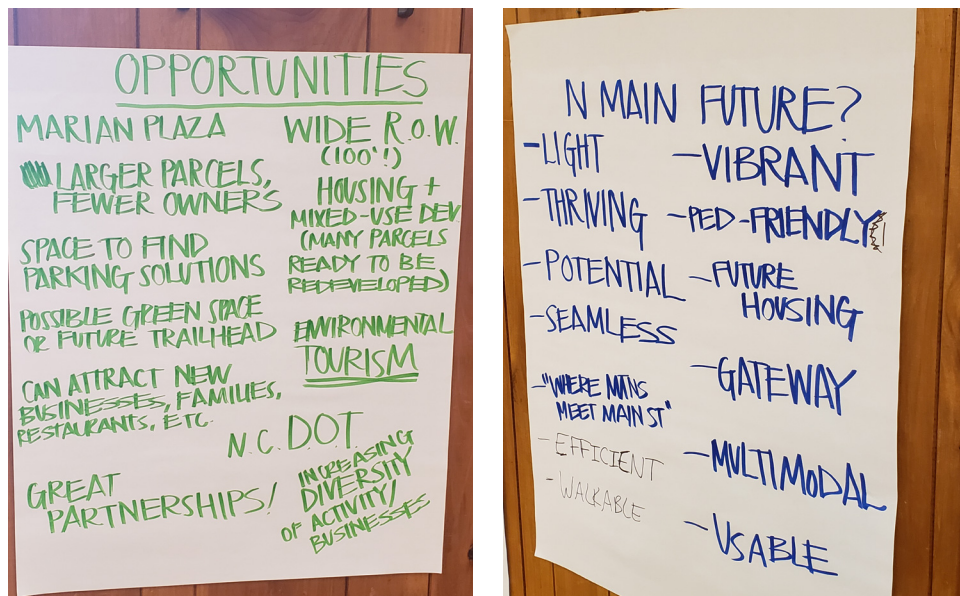 OPPORTUNITIES
MARIAN PLAZA
LARGER PARCELS,
FEWER OWNERS
SPACE TO FIND
PARKING SOLUTIONS
POSSIBLE GREEN SPACE
OR FUTURE TRAILHEAD
CAN ATTRACT NEW
BUSINESSES, FAMILIES,
RESTAURANTS, ETC.
GREAT
PARTNERSHIPS!
WIDE R.O.W.
(100'!)
HOUSING +
MIXED-USE DEV
(MANY PARCELS
READY TO BE
REDEVELOPED)
ENVIRONMENTAL
TOURISM
N.C. D.O.T.
INCREASING
DIVERSITY
OF ACTIVITY/
BUSINESSES
N MAIN FUTURE?
-LIGHT
-THRIVING
-POTENTIAL
-SEAMLESS
-"WHERE MTNS
MEET MAIN ST"
-EFFICIENT
-WALKABLE
-VIBRANT
-PED-FRIENDLY
-FUTURE
HOUSING
-GATEWAY
-MULTIMODAL
-USABLE